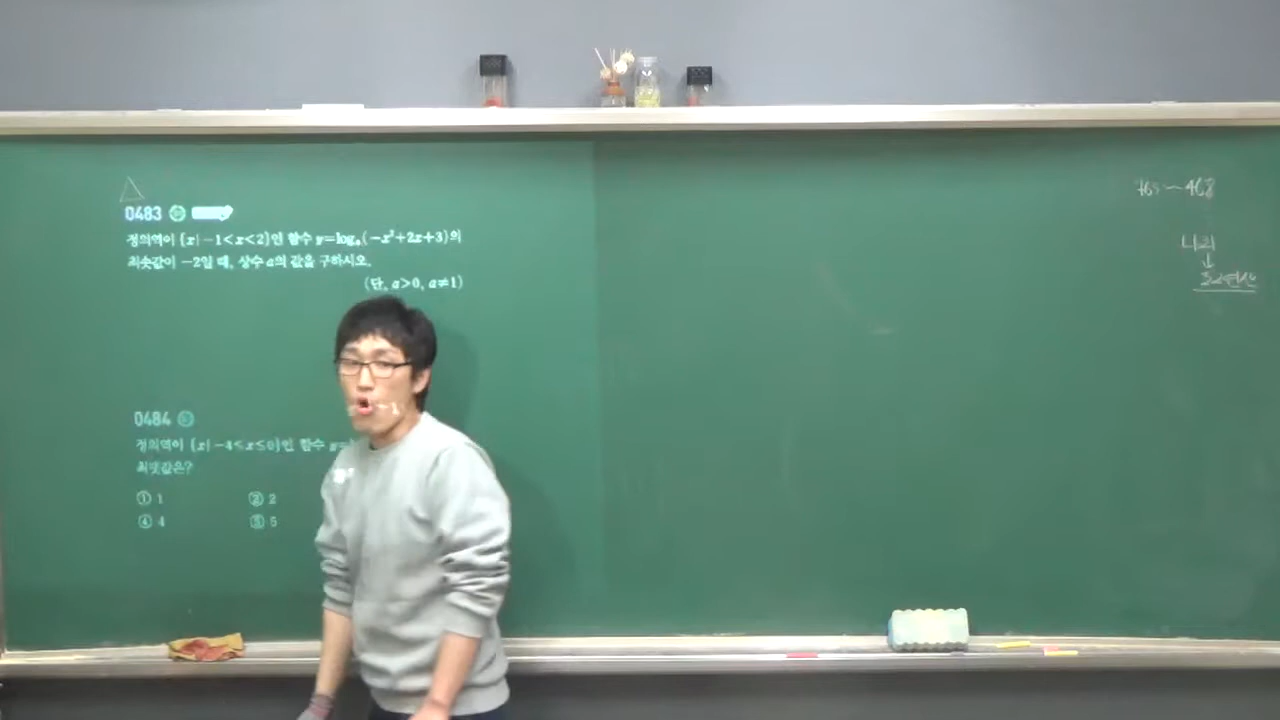 0483
정의역이 {x|-1<x<2}인 함수 y=logₐ(-x²+2x+3)의
최솟값이 -2일 때, 상수 a의 값을 구하시오.
(단, a>0, a≠1)
0484
정의역이 {x|-4≤x≤0}인 함수 y=
최댓값은?
① 1 ② 2
④ 4 ⑤ 5